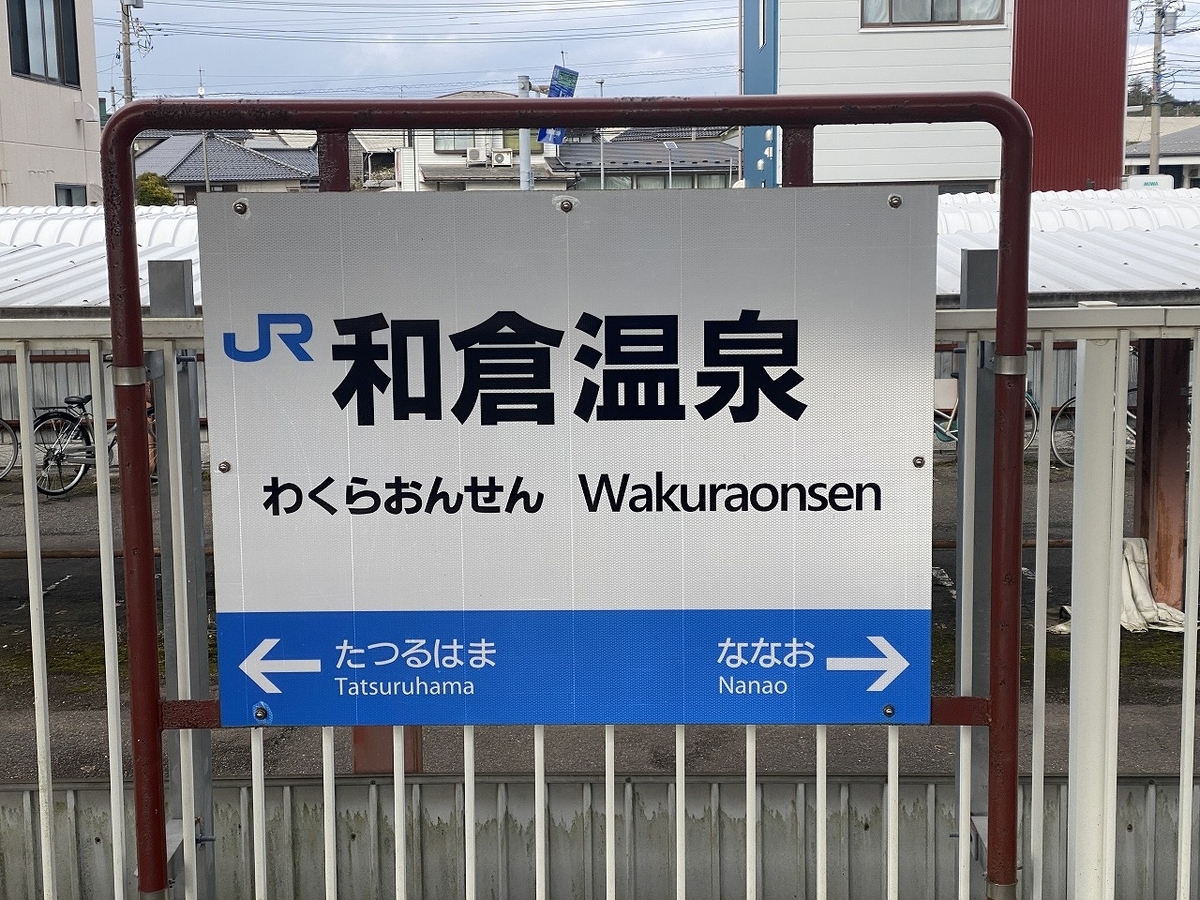 JR 和倉温泉
わくらおんせん Wakuraonsen
← たつるはま ななお →
Tatsuruhama Nanao